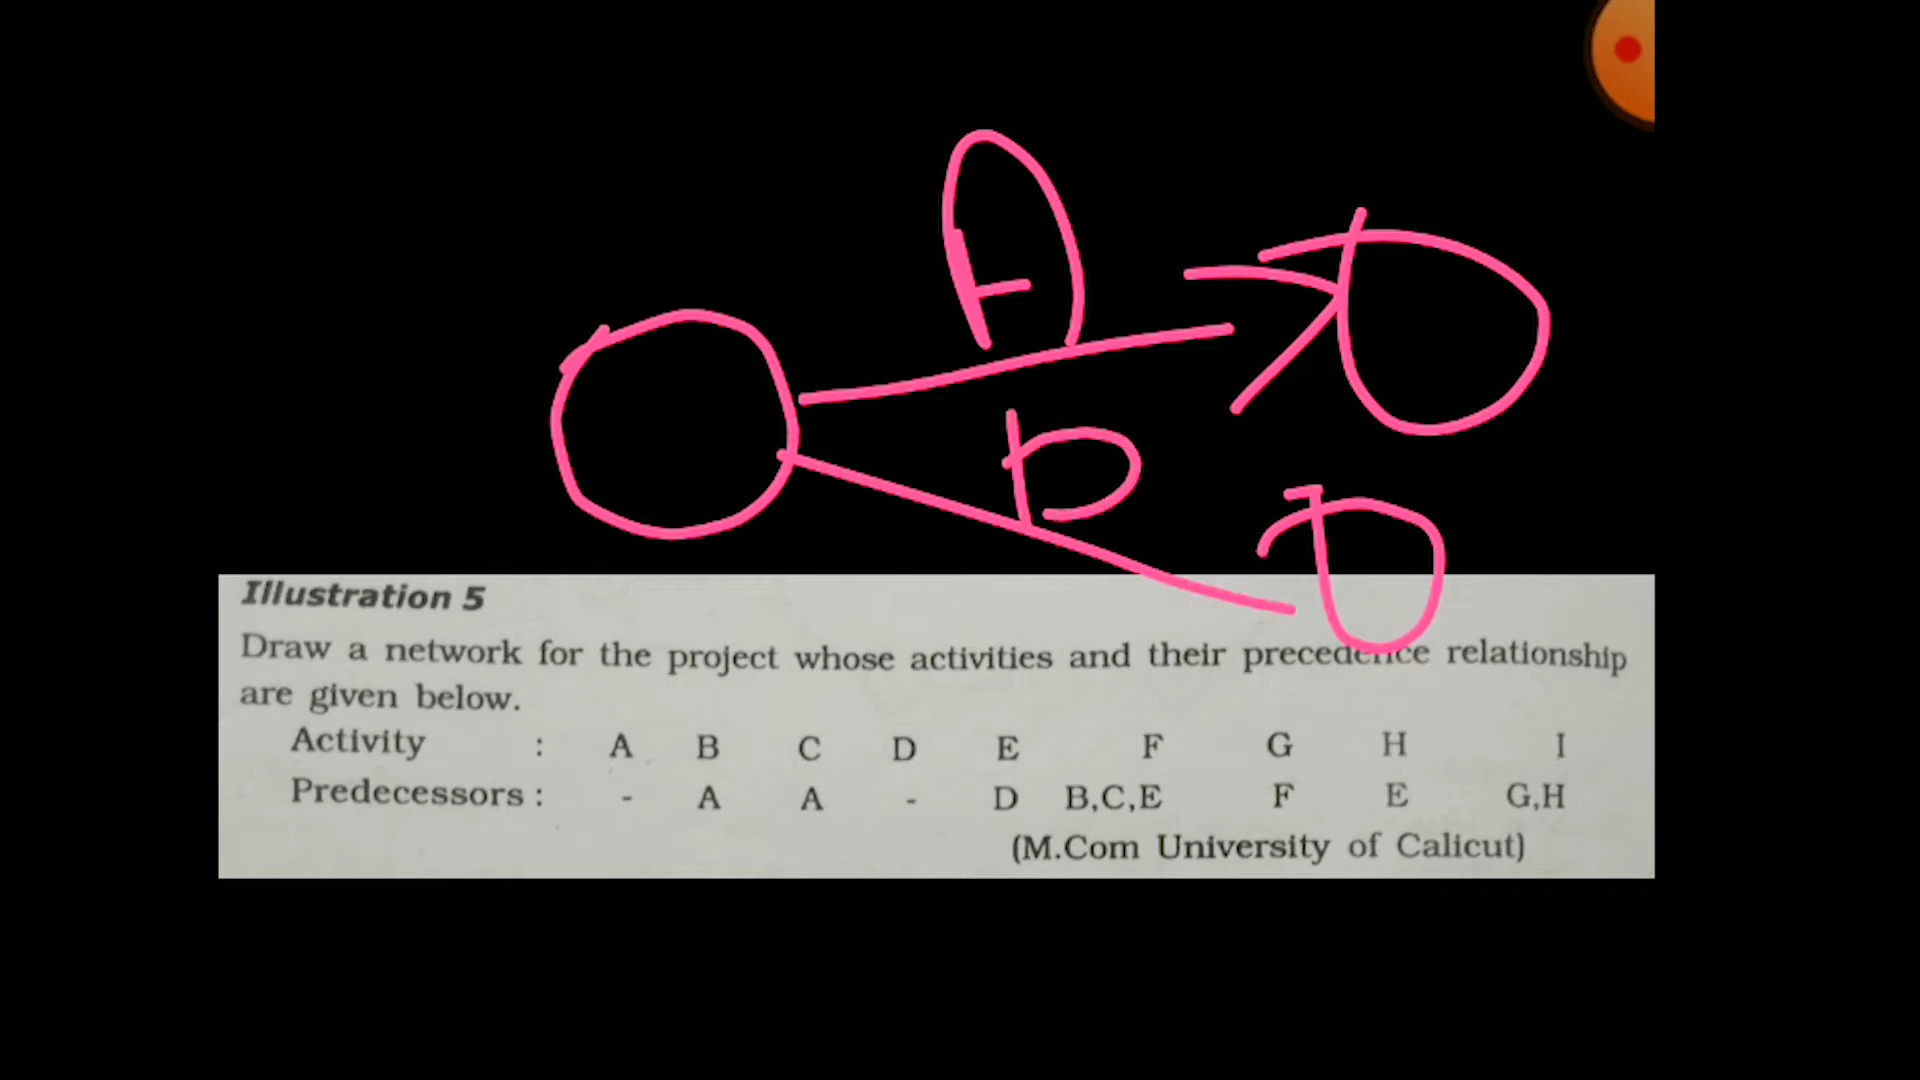 A
D
Illustration 5
Draw a network for the project whose activities and their precedence relationship
are given below.
Activity : A B C D E F G H I
Predecessors : - A A - D B,C,E F E G,H
(M.Com University of Calicut)